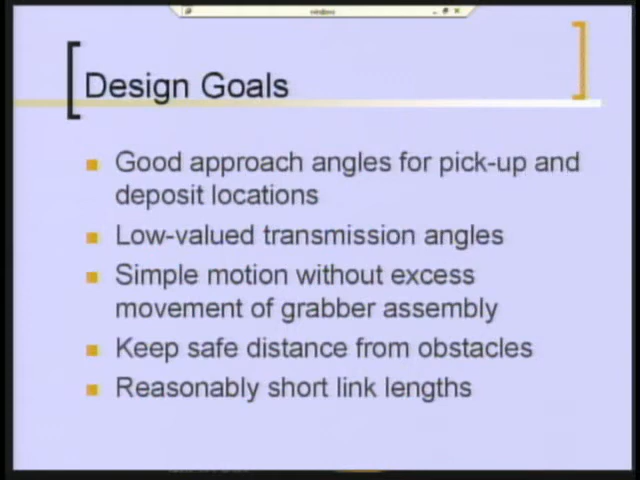 Design Goals
Good approach angles for pick-up and
deposit locations
Low-valued transmission angles
Simple motion without excess
movement of grabber assembly
Keep safe distance from obstacles
Reasonably short link lengths